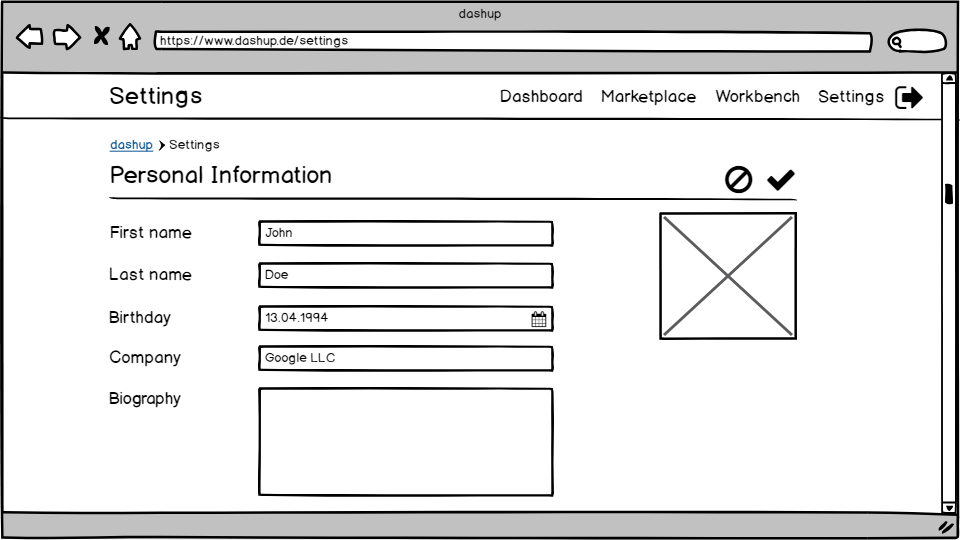 dashup
https://www.dashup.de/settings
Settings
Dashboard Marketplace Workbench Settings
dashup Settings
Personal Information
First name John
Last name Doe
Birthday 13.04.1994
Company Google LLC
Biography